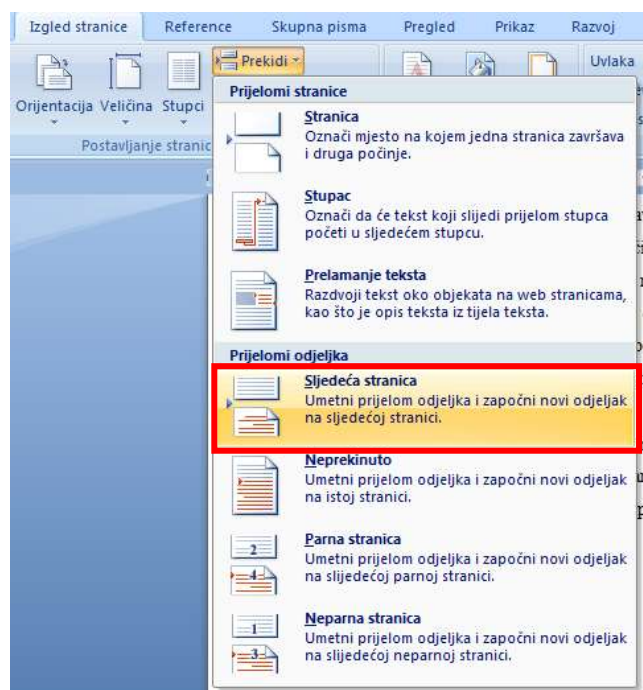 Izgled stranice Reference Skupna pisma Pregled Prikaz Razvoj
Prekidi
Uvlaka
Orijentacija Veličina Stupci
Postavljanje stranic
Prijelomi stranice
Stranica
Označi mjesto na kojem jedna stranica završava
i druga počinje.
Stupac
Označi da će tekst koji slijedi prijelom stupca
početi u sljedećem stupcu.
Prelamanje teksta
Razdvoji tekst oko objekata na web stranicama,
kao što je opis teksta iz tijela teksta.
Prijelomi odjeljka
Sljedeća stranica
Umetni prijelom odjeljka i započni novi odjeljak
na sljedećoj stranici.
Neprekinuto
Umetni prijelom odjeljka i započni novi odjeljak
na istoj stranici.
2
4
Parna stranica
Umetni prijelom odjeljka i započni novi odjeljak
na slijedećoj parnoj stranici.
1
3
Neparna stranica
Umetni prijelom odjeljka i započni novi odjeljak
na slijedećoj neparnoj stranici.